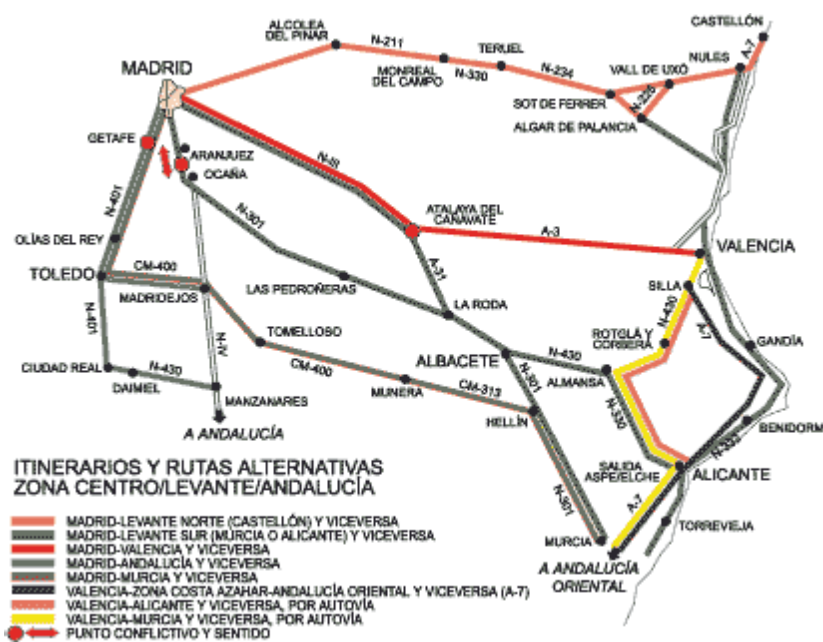 CASTELLÓN
ALCOLEA
DEL PINAR
N-211
TERUEL
A-7
NULES
MADRID
MONREAL
DEL CAMPO
N-330
N-234
VALL DE UXÓ
SOT DE FERRER
N-225
ALGAR DE PALANCIA
GETAFE
ARANJUEZ
OCAÑA
N-III
N-401
N-301
ATALAYA DEL
CAÑAVATE
A-3
OLÍAS DEL REY
VALENCIA
TOLEDO
CM-400
A-31
SILLA
MADRIDEJOS
LAS PEDROÑERAS
LA RODA
N-430
N-401
N-IV
TOMELLOSO
ROTGLÁ Y
CORBERÁ
A-7
GANDÍA
ALBACETE
N-430
CIUDAD REAL
N-430
DAIMIEL
CM-400
N-301
ALMANSA
MUNERA
CM-313
MANZANARES
N-330
BENIDORM
A ANDALUCÍA
HELLÍN
N-332
SALIDA
ASPE/ELCHE
ALICANTE
N-301
A-7
TORREVIEJA
MURCIA
A ANDALUCÍA
ORIENTAL
ITINERARIOS Y RUTAS ALTERNATIVAS
ZONA CENTRO/LEVANTE/ANDALUCÍA
MADRID-LEVANTE NORTE (CASTELLÓN) Y VICEVERSA
MADRID-LEVANTE SUR (MURCIA O ALICANTE) Y VICEVERSA
MADRID-VALENCIA Y VICEVERSA
MADRID-ANDALUCÍA Y VICEVERSA
MADRID-MURCIA Y VICEVERSA
VALENCIA-ZONA COSTA AZAHAR-ANDALUCÍA ORIENTAL Y VICEVERSA (A-7)
VALENCIA-ALICANTE Y VICEVERSA, POR AUTOVÍA
VALENCIA-MURCIA Y VICEVERSA, POR AUTOVÍA
PUNTO CONFLICTIVO Y SENTIDO